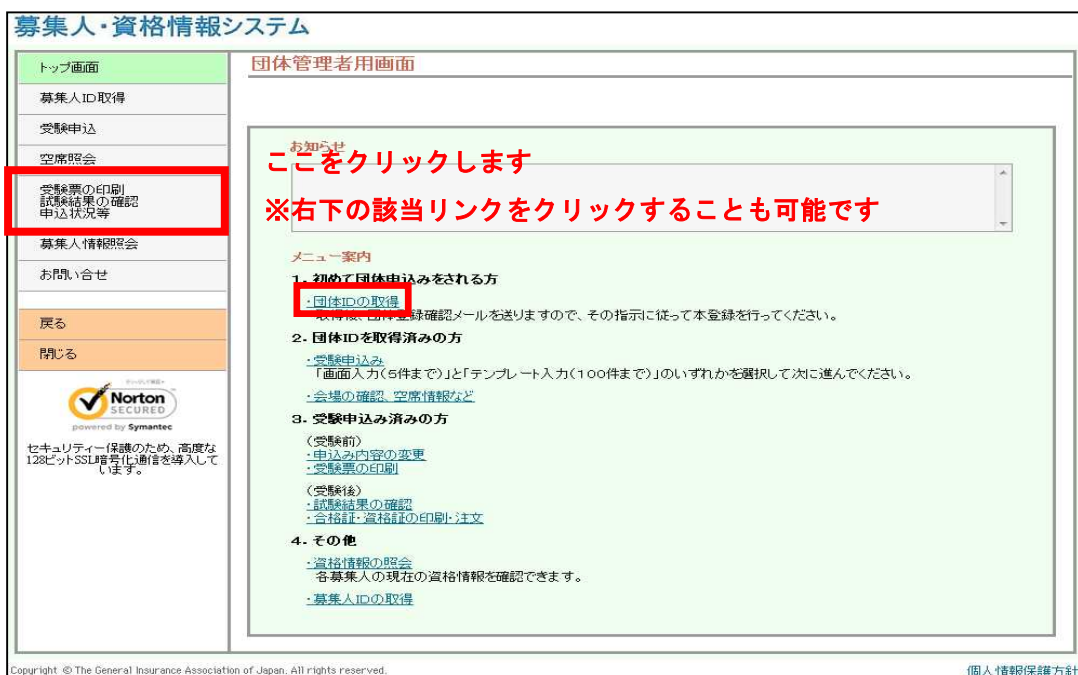 募集人・資格情報システム
トップ画面
募集人ID取得
受験申込
空席照会
受験票の印刷
試験結果の確認
申込状況等
募集人情報照会
お問い合せ
戻る
閉じる
Norton
SECURED
powered by Symantec
セキュリティー保護のため、高度な
128ビットSSL暗号化通信を導入して
います。
団体管理者用画面
お知らせ
ここをクリックします
※右下の該当リンクをクリックすることも可能です
メニュー案内
1. 初めて団体申込みをされる方
・団体IDの取得
取得後、団体登録確認メールを送りますので、その指示に従って本登録を行ってください。
2. 団体IDを取得済みの方
・受験申込み
「画面入力(5件まで)」と「テンプレート入力(100件まで)」のいずれかを選択して次に進んでください。
・会場の確認、空席情報など
3. 受験申込み済みの方
(受験前)
・申込み内容の変更
・受験票の印刷
(受験後)
・試験結果の確認
・合格証・資格証の印刷・注文
4. その他
・資格情報の照会
各募集人の現在の資格情報を確認できます。
・募集人IDの取得
Copyright © The General Insurance Association of Japan. All rights reserved.
個人情報保護方針